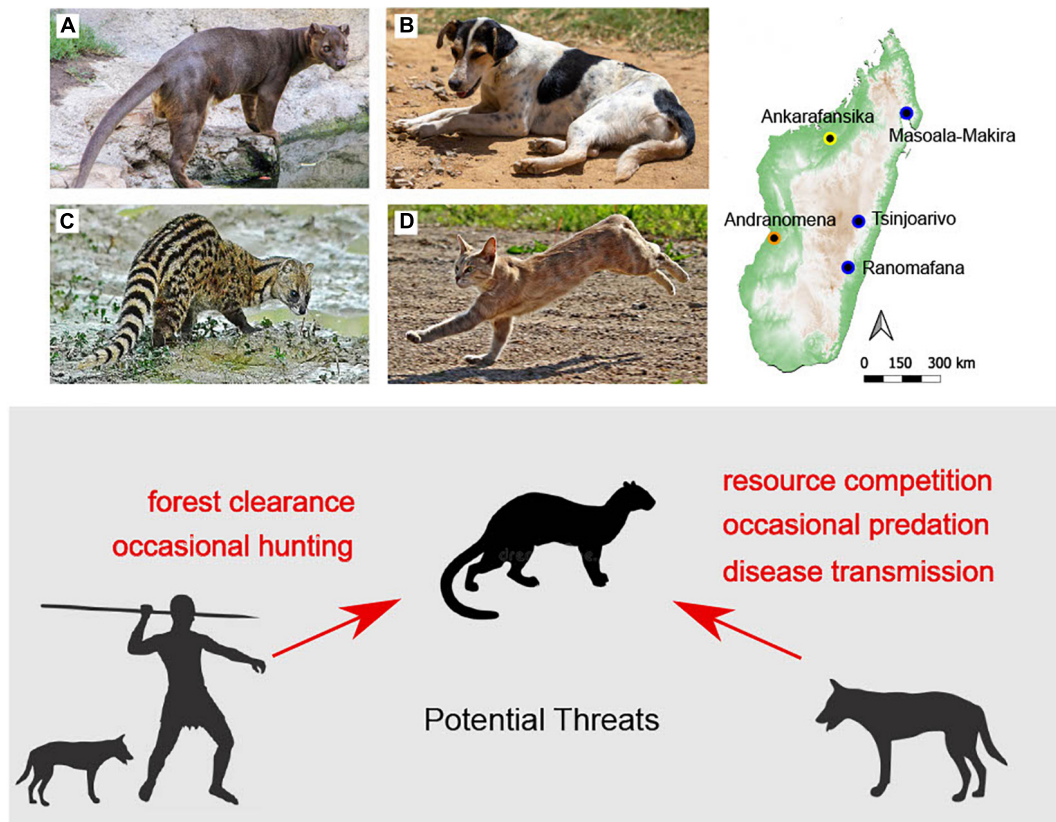 A
B
C
D
Ankarafansika
Masoala-Makira
Andranomena
Tsinjoarivo
Ranomafana
0 150 300 km
forest clearance
occasional hunting
resource competition
occasional predation
disease transmission
Potential Threats